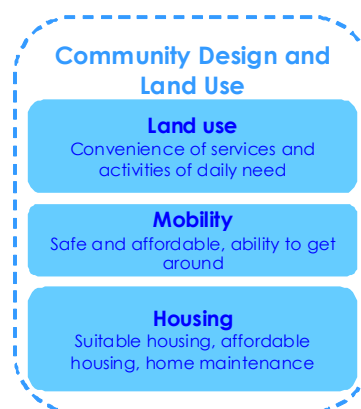 Community Design and
Land Use
Land use
Convenience of services and
activities of daily need
Mobility
Safe and affordable, ability to get
around
Housing
Suitable housing, affordable
housing, home maintenance